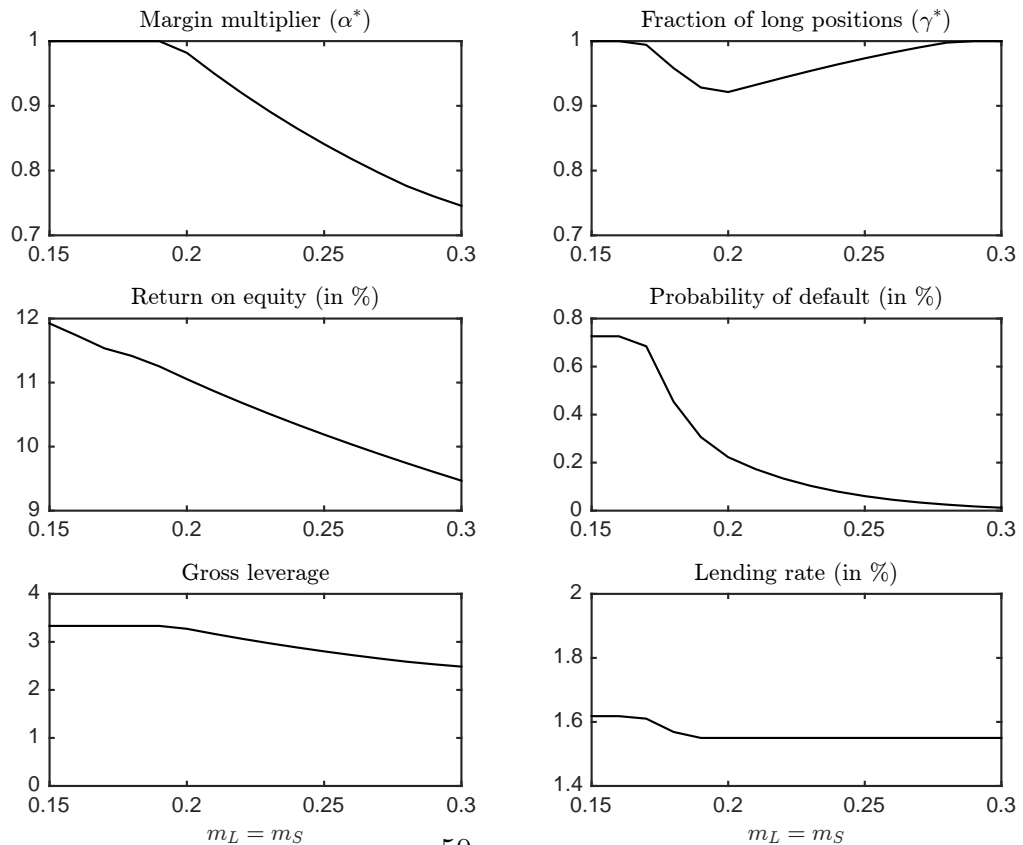 Margin multiplier (α*)
1
0.9
0.8
0.7
0.15 0.2 0.25 0.3
Fraction of long positions (γ*)
1
0.9
0.8
0.7
0.15 0.2 0.25 0.3
Return on equity (in %)
12
11
10
9
0.15 0.2 0.25 0.3
Probability of default (in %)
0.8
0.6
0.4
0.2
0
0.15 0.2 0.25 0.3
Gross leverage
4
3
2
1
0
0.15 0.2 0.25 0.3
m_L = m_S
Lending rate (in %)
2
1.8
1.6
1.4
0.15 0.2 0.25 0.3
m_L = m_S